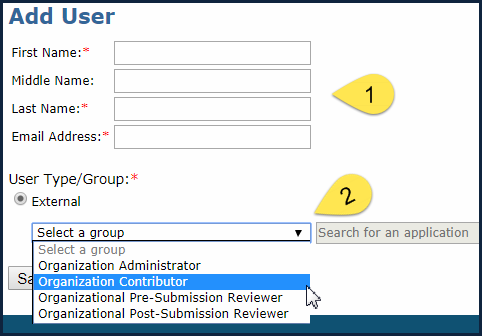 Add User
First Name:*
Middle Name:
1
Last Name:*
Email Address:*
User Type/Group:*
2
External
Select a group ▼ Search for an application
Select a group
Organization Administrator
Organization Contributor
Organizational Pre-Submission Reviewer
Organizational Post-Submission Reviewer